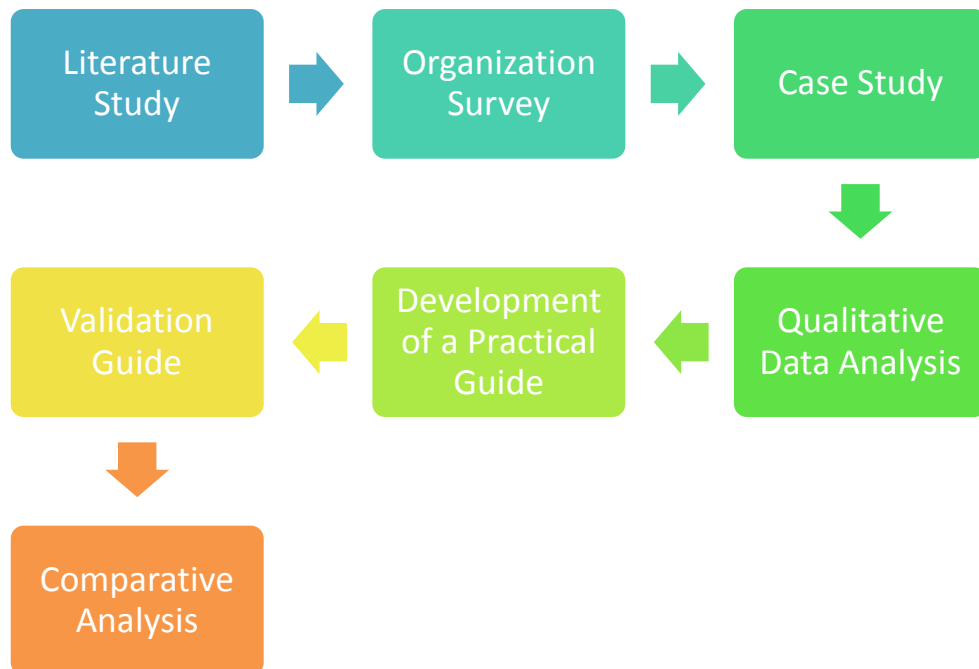 Literature
Study
Organization
Survey
Case Study
Qualitative
Data Analysis
Development
of a Practical
Guide
Validation
Guide
Comparative
Analysis